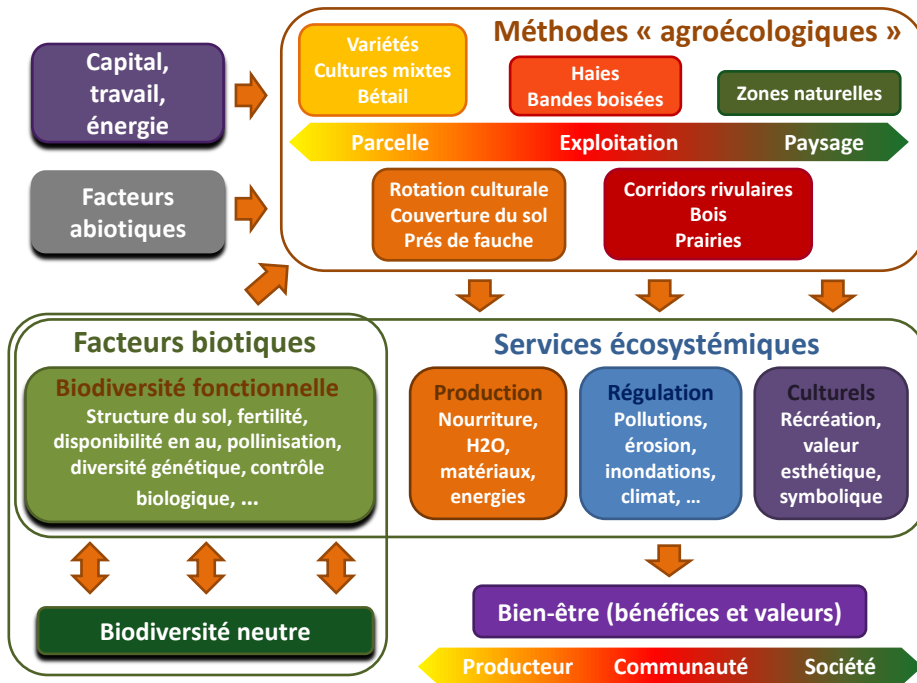 Capital,
travail,
énergie
Facteurs
abiotiques
Méthodes « agroécologiques »
Variétés
Cultures mixtes
Bétail
Haies
Bandes boisées
Zones naturelles
Parcelle Exploitation Paysage
Rotation culturale
Couverture du sol
Prés de fauche
Corridors rivulaires
Bois
Prairies
Facteurs biotiques
Biodiversité fonctionnelle
Structure du sol, fertilité,
disponibilité en au, pollinisation,
diversité génétique, contrôle
biologique, ...
Biodiversité neutre
Services écosystémiques
Production
Nourriture,
H2O,
matériaux,
energies
Régulation
Pollutions,
érosion,
inondations,
climat, ...
Culturels
Récréation,
valeur
esthétique,
symbolique
Bien-être (bénéfices et valeurs)
Producteur Communauté Société